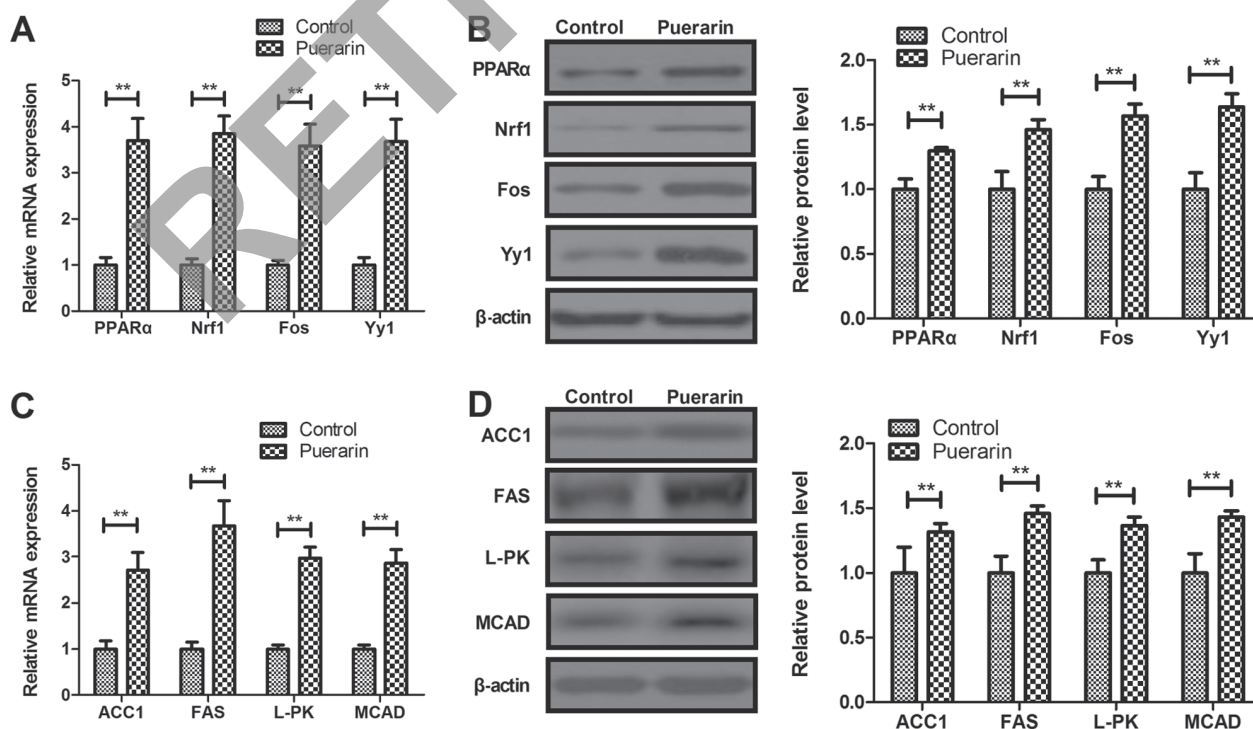 A
Control
Puerarin
Relative mRNA expression
5
4
3
2
1
0
** ** ** **
PPARα Nrf1 Fos Yy1
B
Control Puerarin
PPARα
Nrf1
Fos
Yy1
β-actin
Control
Puerarin
Relative protein level
2.0
1.5
1.0
0.5
0.0
** ** ** **
PPARα Nrf1 Fos Yy1
C
Control
Puerarin
Relative mRNA expression
5
4
3
2
1
0
** ** ** **
ACC1 FAS L-PK MCAD
D
Control Puerarin
ACC1
FAS
L-PK
MCAD
β-actin
Control
Puerarin
Relative protein level
2.0
1.5
1.0
0.5
0.0
** ** ** **
ACC1 FAS L-PK MCAD